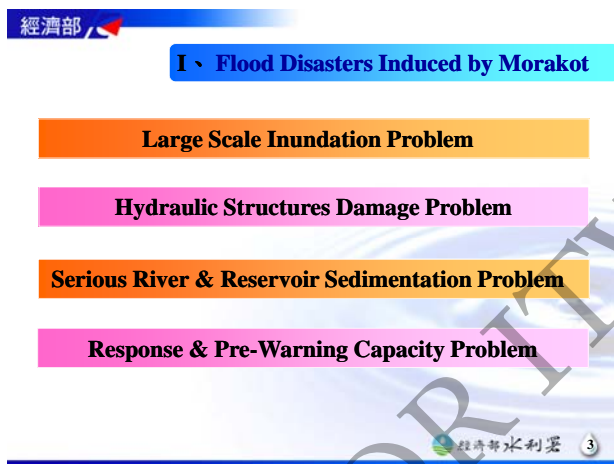 經濟部
I、 Flood Disasters Induced by Morakot
Large Scale Inundation Problem
Hydraulic Structures Damage Problem
Serious River & Reservoir Sedimentation Problem
Response & Pre-Warning Capacity Problem
經濟部水利署
3